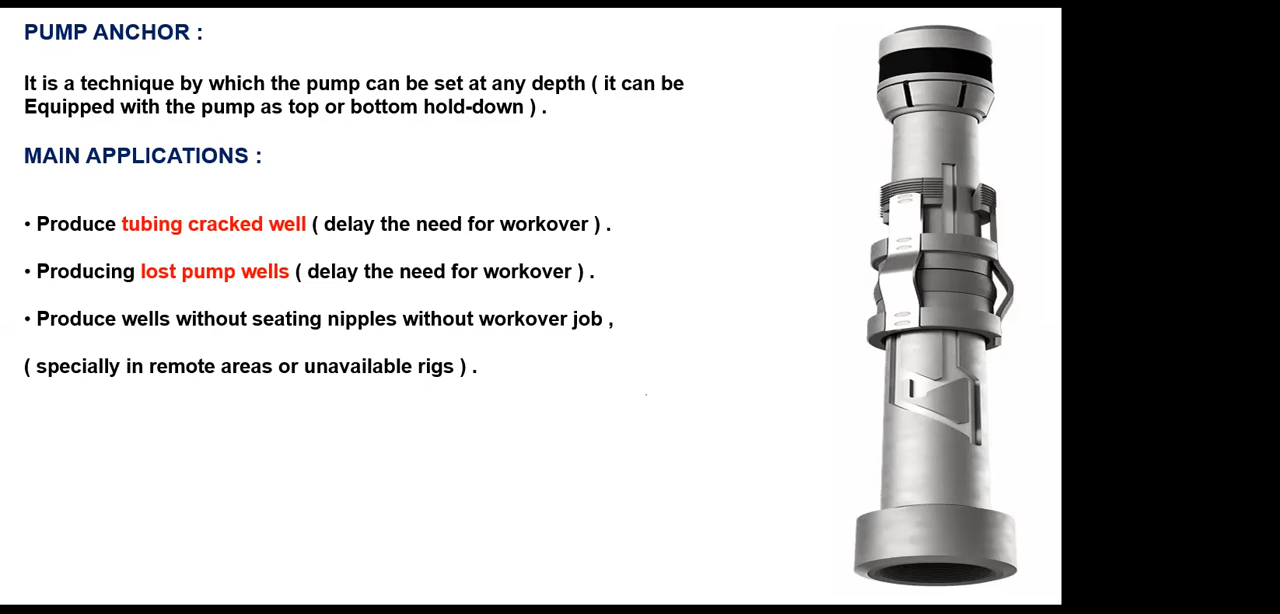 PUMP ANCHOR :
It is a technique by which the pump can be set at any depth ( it can be
Equipped with the pump as top or bottom hold-down ) .
MAIN APPLICATIONS :
• Produce tubing cracked well ( delay the need for workover ) .
• Producing lost pump wells ( delay the need for workover ) .
• Produce wells without seating nipples without workover job ,
( specially in remote areas or unavailable rigs ) .